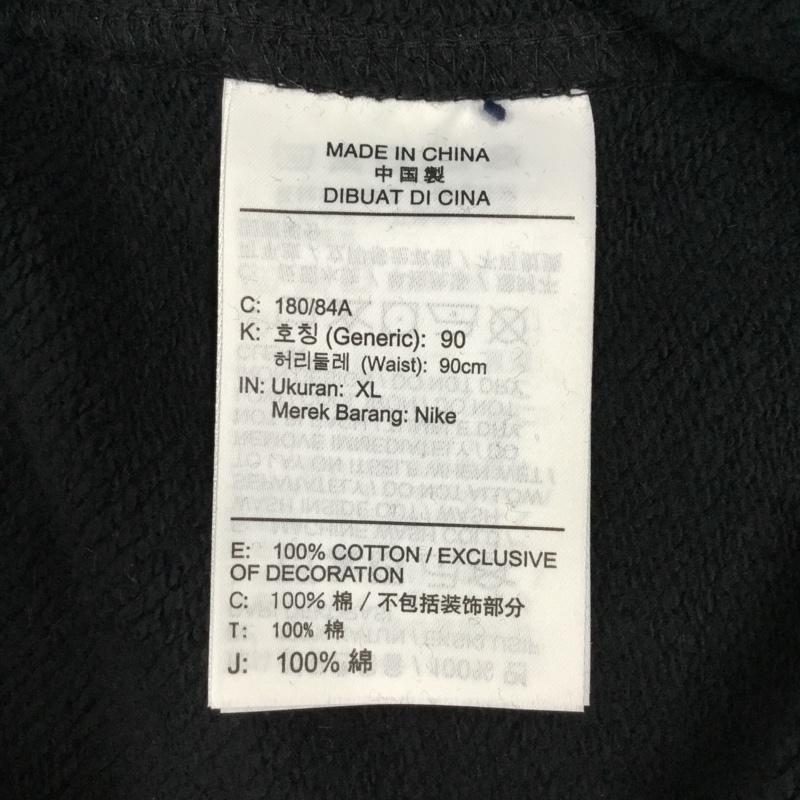 MADE IN CHINA
中国製
DIBUAT DI CINA
C: 180/84A
K: 호칭 (Generic): 90
허리둘레 (Waist): 90cm
IN: Ukuran: XL
Merek Barang: Nike
E: 100% COTTON / EXCLUSIVE
OF DECORATION
C: 100% 棉 / 不包括装饰部分
T: 100% 棉
J: 100% 綿